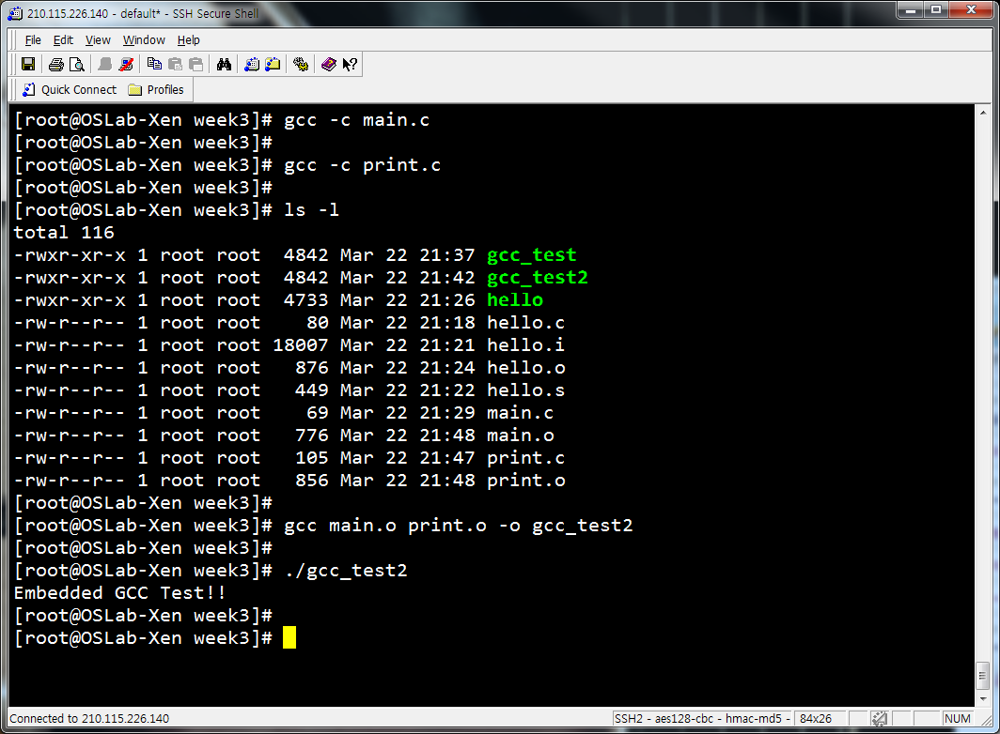 210.115.226.140 - default* - SSH Secure Shell
File Edit View Window Help
Quick Connect Profiles
[root@OSLab-Xen week3]# gcc -c main.c
[root@OSLab-Xen week3]#
[root@OSLab-Xen week3]# gcc -c print.c
[root@OSLab-Xen week3]#
[root@OSLab-Xen week3]# ls -l
total 116
-rwxr-xr-x 1 root root  4842 Mar 22 21:37 gcc_test
-rwxr-xr-x 1 root root  4842 Mar 22 21:42 gcc_test2
-rwxr-xr-x 1 root root  4733 Mar 22 21:26 hello
-rw-r--r-- 1 root root    80 Mar 22 21:18 hello.c
-rw-r--r-- 1 root root 18007 Mar 22 21:21 hello.i
-rw-r--r-- 1 root root   876 Mar 22 21:24 hello.o
-rw-r--r-- 1 root root   449 Mar 22 21:22 hello.s
-rw-r--r-- 1 root root    69 Mar 22 21:29 main.c
-rw-r--r-- 1 root root   776 Mar 22 21:48 main.o
-rw-r--r-- 1 root root   105 Mar 22 21:47 print.c
-rw-r--r-- 1 root root   856 Mar 22 21:48 print.o
[root@OSLab-Xen week3]#
[root@OSLab-Xen week3]# gcc main.o print.o -o gcc_test2
[root@OSLab-Xen week3]#
[root@OSLab-Xen week3]# ./gcc_test2
Embedded GCC Test!!
[root@OSLab-Xen week3]#
[root@OSLab-Xen week3]#
Connected to 210.115.226.140 SSH2 - aes128-cbc - hmac-md5 - 84x26 NUM